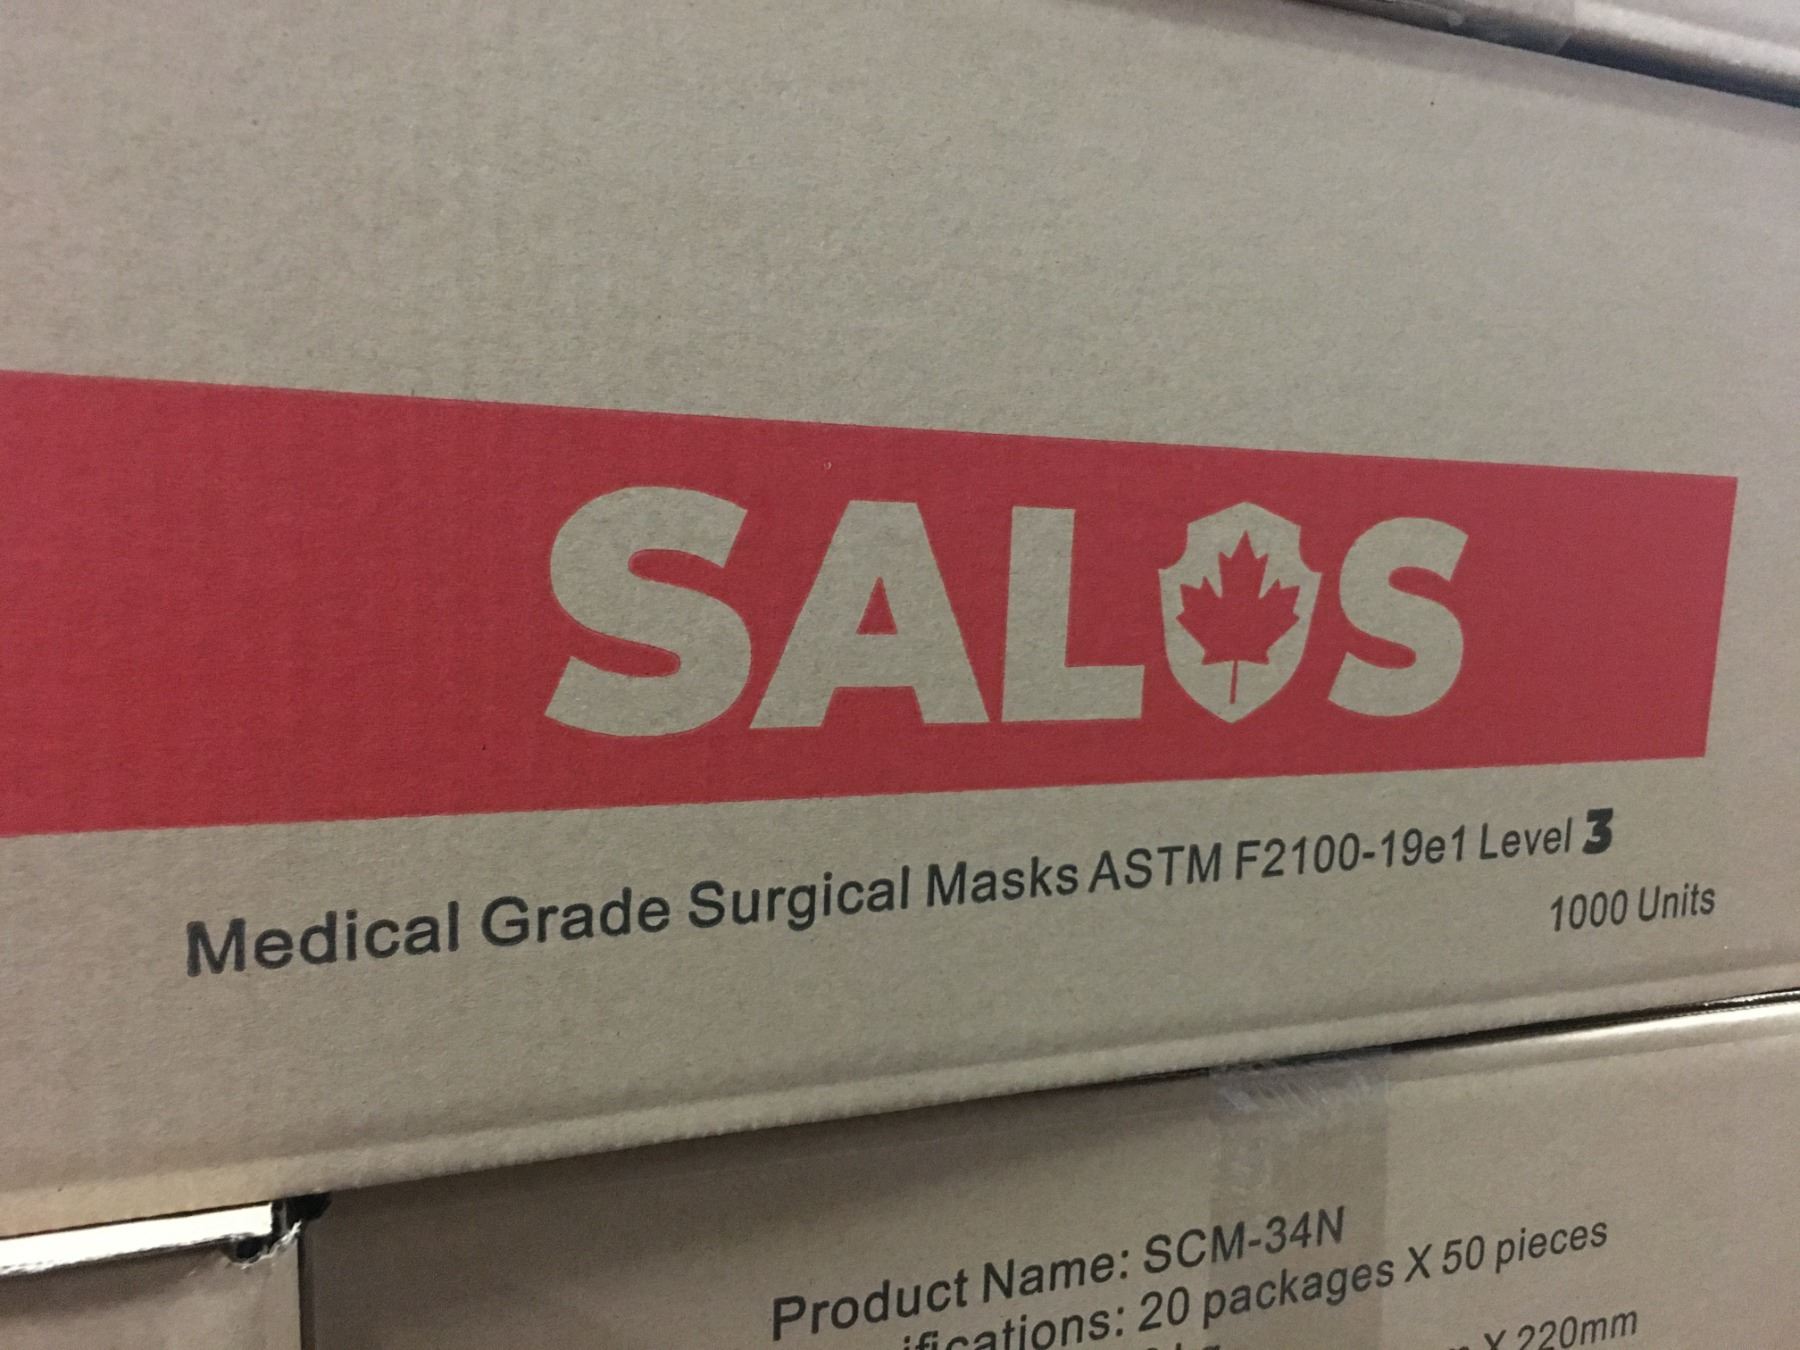 SALOS
Medical Grade Surgical Masks ASTM F2100-19e1 Level 3
1000 Units
Product Name: SCM-34N
20 packages X 50 pieces
X 220mm